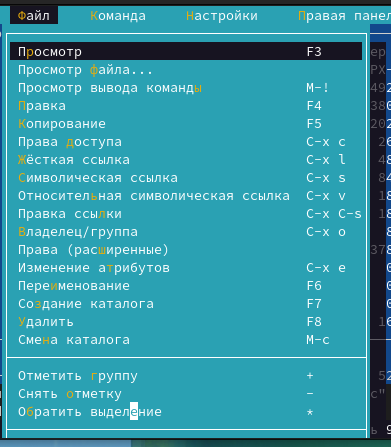 Файл Команда Настройки Правая
Просмотр F3
Просмотр файла...
Просмотр вывода команды M-!
Правка F4
Копирование F5
Права доступа C-x c
Жёсткая ссылка C-x l
Символическая ссылка C-x s
Относительная символическая ссылка C-x v
Правка ссылки C-x C-s
Владелец/группа C-x o
Права (расширенные)
Изменение атрибутов C-x e
Переименование F6
Создание каталога F7
Удалить F8
Смена каталога M-c
Отметить группу +
Снять отметку -
Обратить выделение *